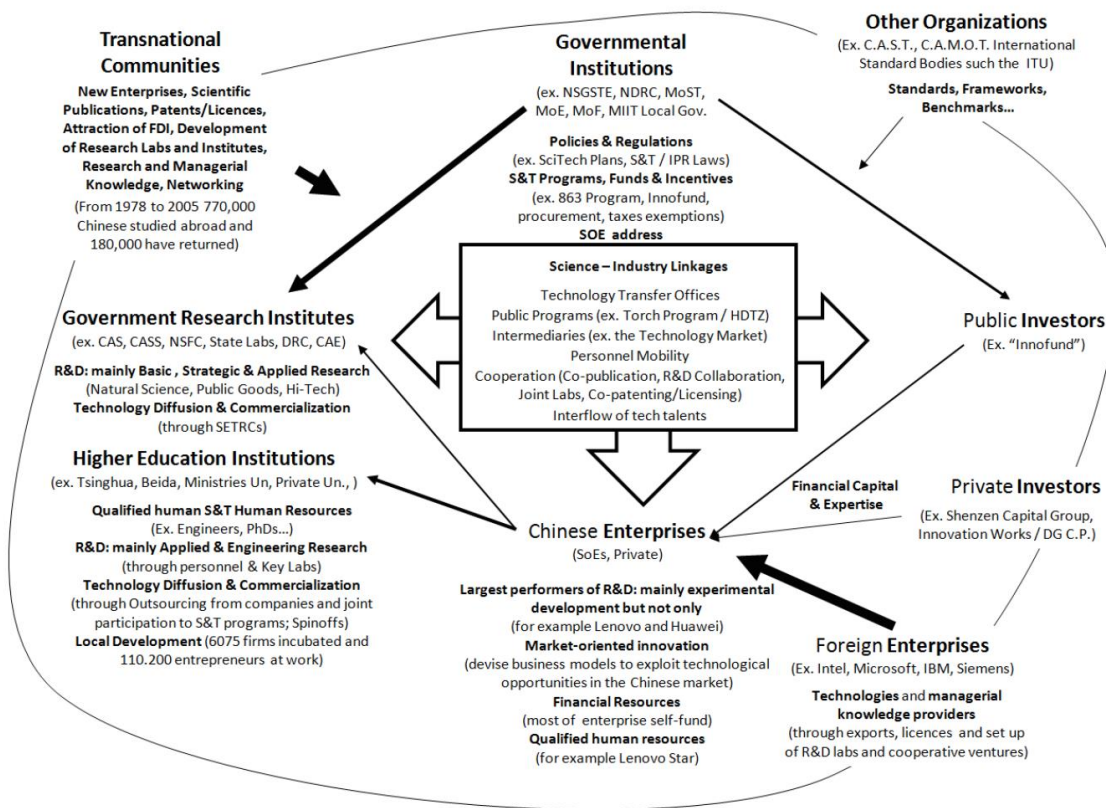 Transnational
Communities
New Enterprises, Scientific
Publications, Patents/Licences,
Attraction of FDI, Development
of Research Labs and Institutes,
Research and Managerial
Knowledge, Networking
(From 1978 to 2005 770,000
Chinese studied abroad and
180,000 have returned)
Governmental
Institutions
(ex. NSGSTE, NDRC, MoST,
MoE, MoF, MIIT Local Gov.
Policies & Regulations
(ex. SciTech Plans, S&T / IPR Laws)
S&T Programs, Funds & Incentives
(ex. 863 Program, Innofund,
procurement, taxes exemptions)
SOE address
Other Organizations
(Ex. C.A.S.T., C.A.M.O.T. International
Standard Bodies such the ITU)
Standards, Frameworks,
Benchmarks...
Science – Industry Linkages
Technology Transfer Offices
Public Programs (ex. Torch Program / HDTZ)
Intermediaries (ex. the Technology Market)
Personnel Mobility
Cooperation (Co-publication, R&D Collaboration,
Joint Labs, Co-patenting/Licensing)
Interflow of tech talents
Government Research Institutes
(ex. CAS, CASS, NSFC, State Labs, DRC, CAE)
R&D: mainly Basic , Strategic & Applied Research
(Natural Science, Public Goods, Hi-Tech)
Technology Diffusion & Commercialization
(through SETRCs)
Public Investors
(Ex. “Innofund”)
Higher Education Institutions
(ex. Tsinghua, Beida, Ministries Un, Private Un., )
Qualified human S&T Human Resources
(Ex. Engineers, PhDs...)
R&D: mainly Applied & Engineering Research
(through personnel & Key Labs)
Technology Diffusion & Commercialization
(through Outsourcing from companies and joint
participation to S&T programs; Spinoffs)
Local Development (6075 firms incubated and
110.200 entrepreneurs at work)
Financial Capital
& Expertise
Private Investors
(Ex. Shenzen Capital Group,
Innovation Works / DG C.P.)
Chinese Enterprises
(SoEs, Private)
Largest performers of R&D: mainly experimental
development but not only
(for example Lenovo and Huawei)
Market-oriented innovation
(devise business models to exploit technological
opportunities in the Chinese market)
Financial Resources
(most of enterprise self-fund)
Qualified human resources
(for example Lenovo Star)
Foreign Enterprises
(Ex. Intel, Microsoft, IBM, Siemens)
Technologies and managerial
knowledge providers
(through exports, licences and set up
of R&D labs and cooperative ventures)